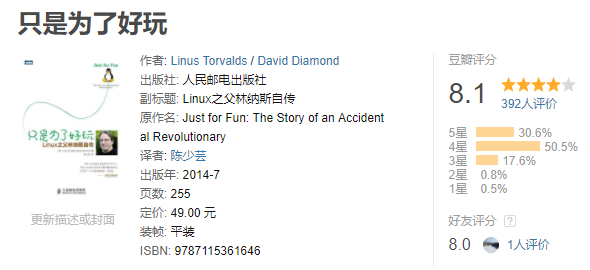 只是为了好玩
Just for Fun
只是为了好玩
Linux之父林纳斯自传
更新描述或封面
作者: Linus Torvalds / David Diamond
出版社: 人民邮电出版社
副标题: Linux之父林纳斯自传
原作名: Just for Fun: The Story of an Accident
al Revolutionary
译者: 陈少芸
出版年: 2014-7
页数: 255
定价: 49.00 元
装帧: 平装
ISBN: 9787115361646
豆瓣评分
8.1
392人评价
5星 30.6%
4星 50.5%
3星 17.6%
2星 0.8%
1星 0.5%
好友评分 ?
8.0 1人评价